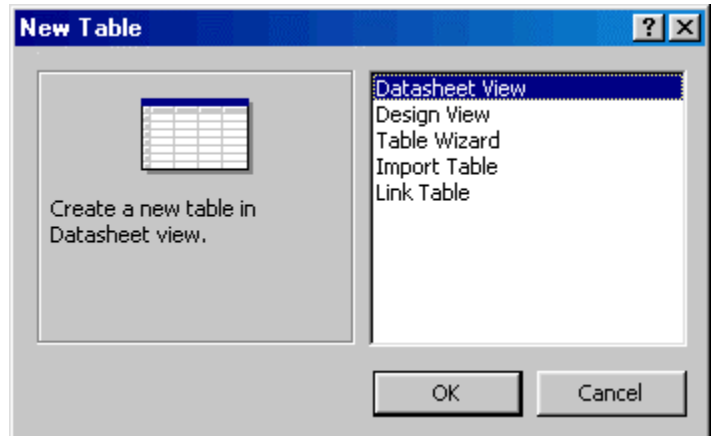 New Table
Create a new table in
Datasheet view.
Datasheet View
Design View
Table Wizard
Import Table
Link Table
OK
Cancel